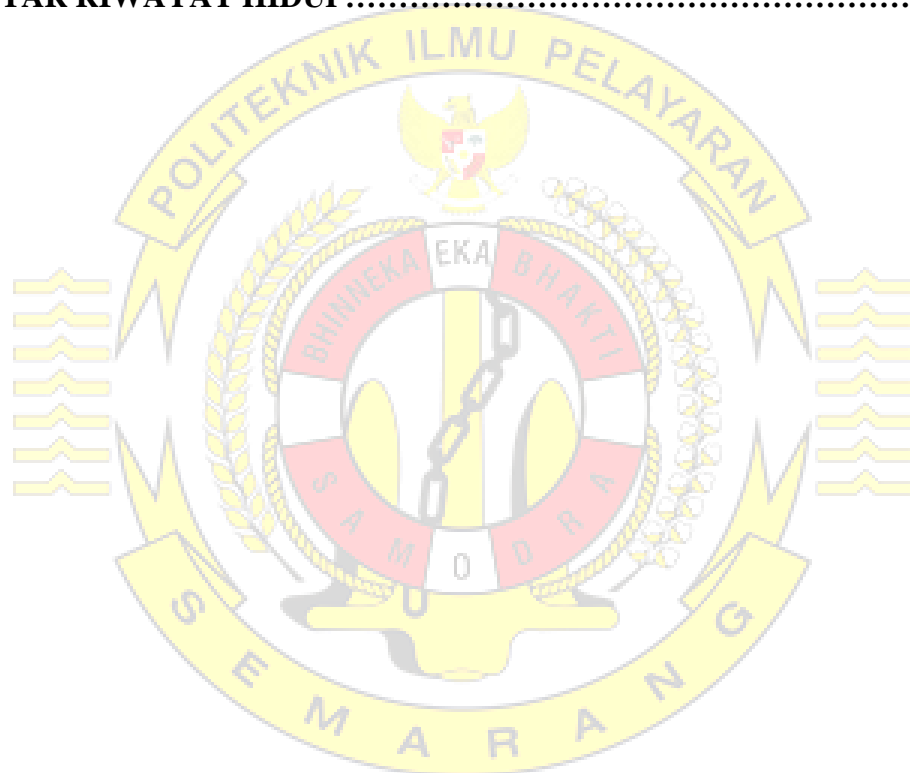 TAR RIWAYAT HIDUP ........................................................
POLITEKNIK ILMU PELAYARAN
BHINNEKA EKA BHAKTI
SAMODRA
SEMARANG